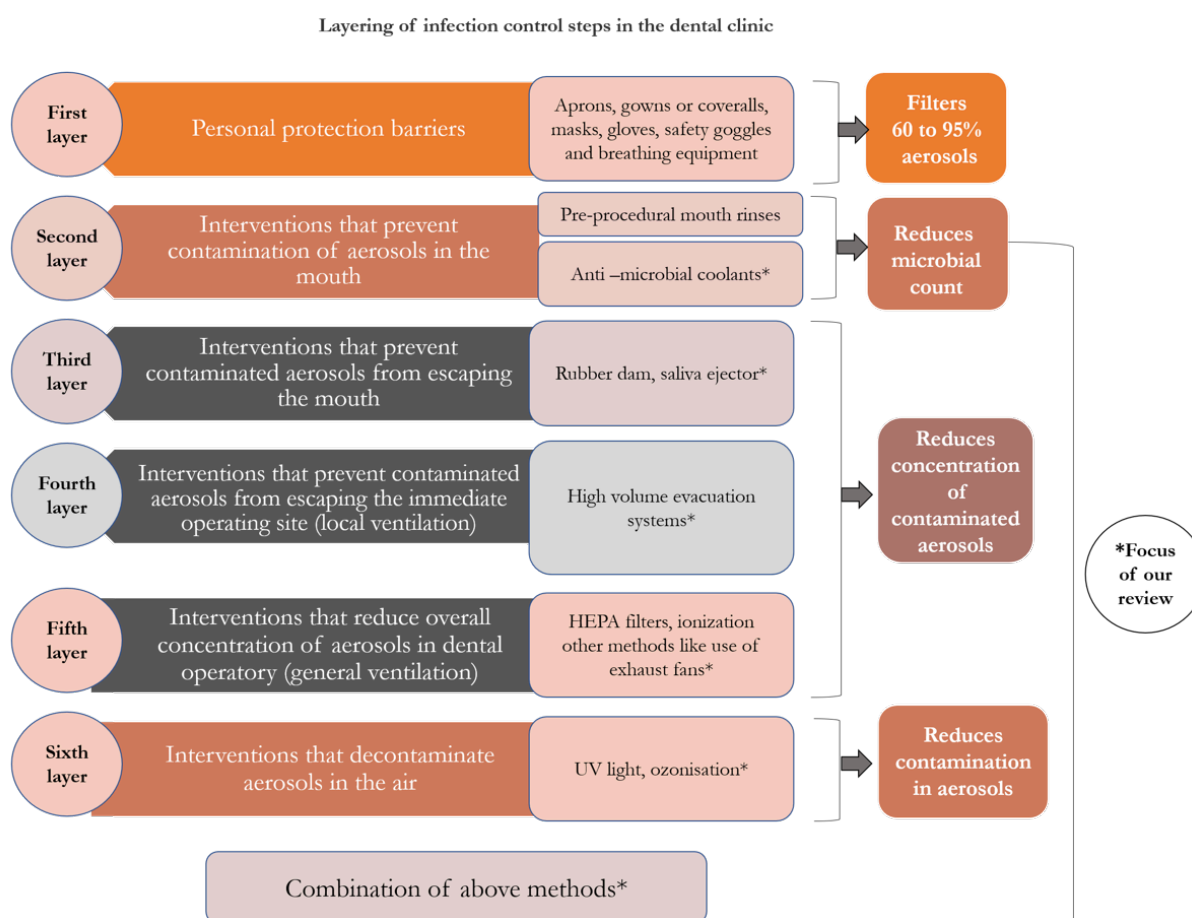 Layering of infection control steps in the dental clinic
First
layer
Personal protection barriers
Aprons, gowns or coveralls,
masks, gloves, safety goggles
and breathing equipment
Filters
60 to 95%
aerosols
Second
layer
Interventions that prevent
contamination of aerosols in the
mouth
Pre-procedural mouth rinses
Anti –microbial coolants*
Reduces
microbial
count
Third
layer
Interventions that prevent
contaminated aerosols from escaping
the mouth
Rubber dam, saliva ejector*
Fourth
layer
Interventions that prevent contaminated
aerosols from escaping the immediate
operating site (local ventilation)
High volume evacuation
systems*
Reduces
concentration
of
contaminated
aerosols
*Focus
of our
review
Fifth
layer
Interventions that reduce overall
concentration of aerosols in dental
operatory (general ventilation)
HEPA filters, ionization
other methods like use of
exhaust fans*
Sixth
layer
Interventions that decontaminate
aerosols in the air
UV light, ozonisation*
Reduces
contamination
in aerosols
Combination of above methods*